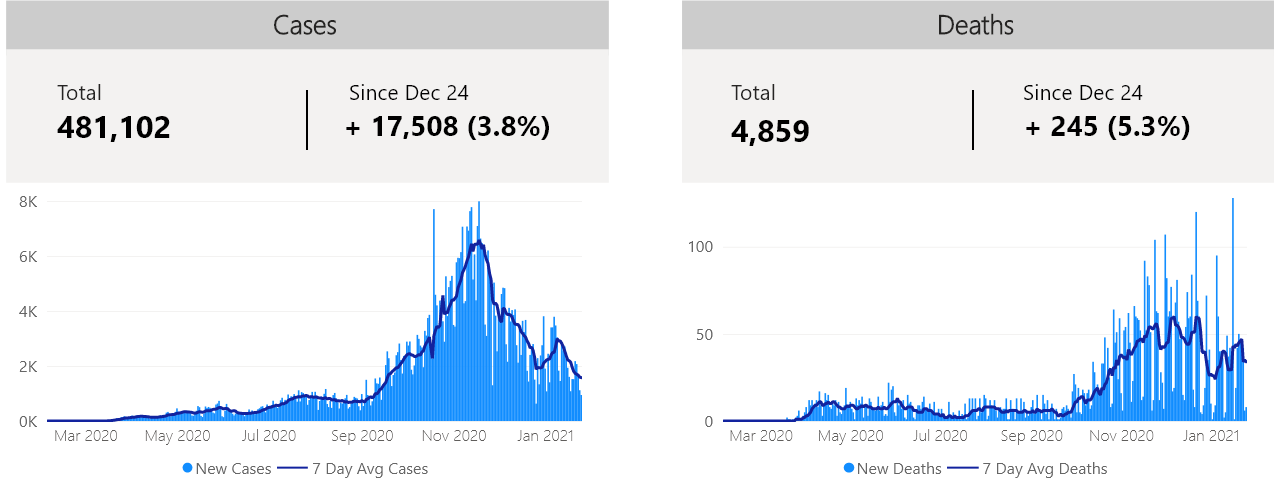 Cases
Total
481,102
Since Dec 24
+ 17,508 (3.8%)
8K
6K
4K
2K
0K
Mar 2020 May 2020 Jul 2020 Sep 2020 Nov 2020 Jan 2021
New Cases 7 Day Avg Cases
Deaths
Total
4,859
Since Dec 24
+ 245 (5.3%)
100
50
0
Mar 2020 May 2020 Jul 2020 Sep 2020 Nov 2020 Jan 2021
New Deaths 7 Day Avg Deaths